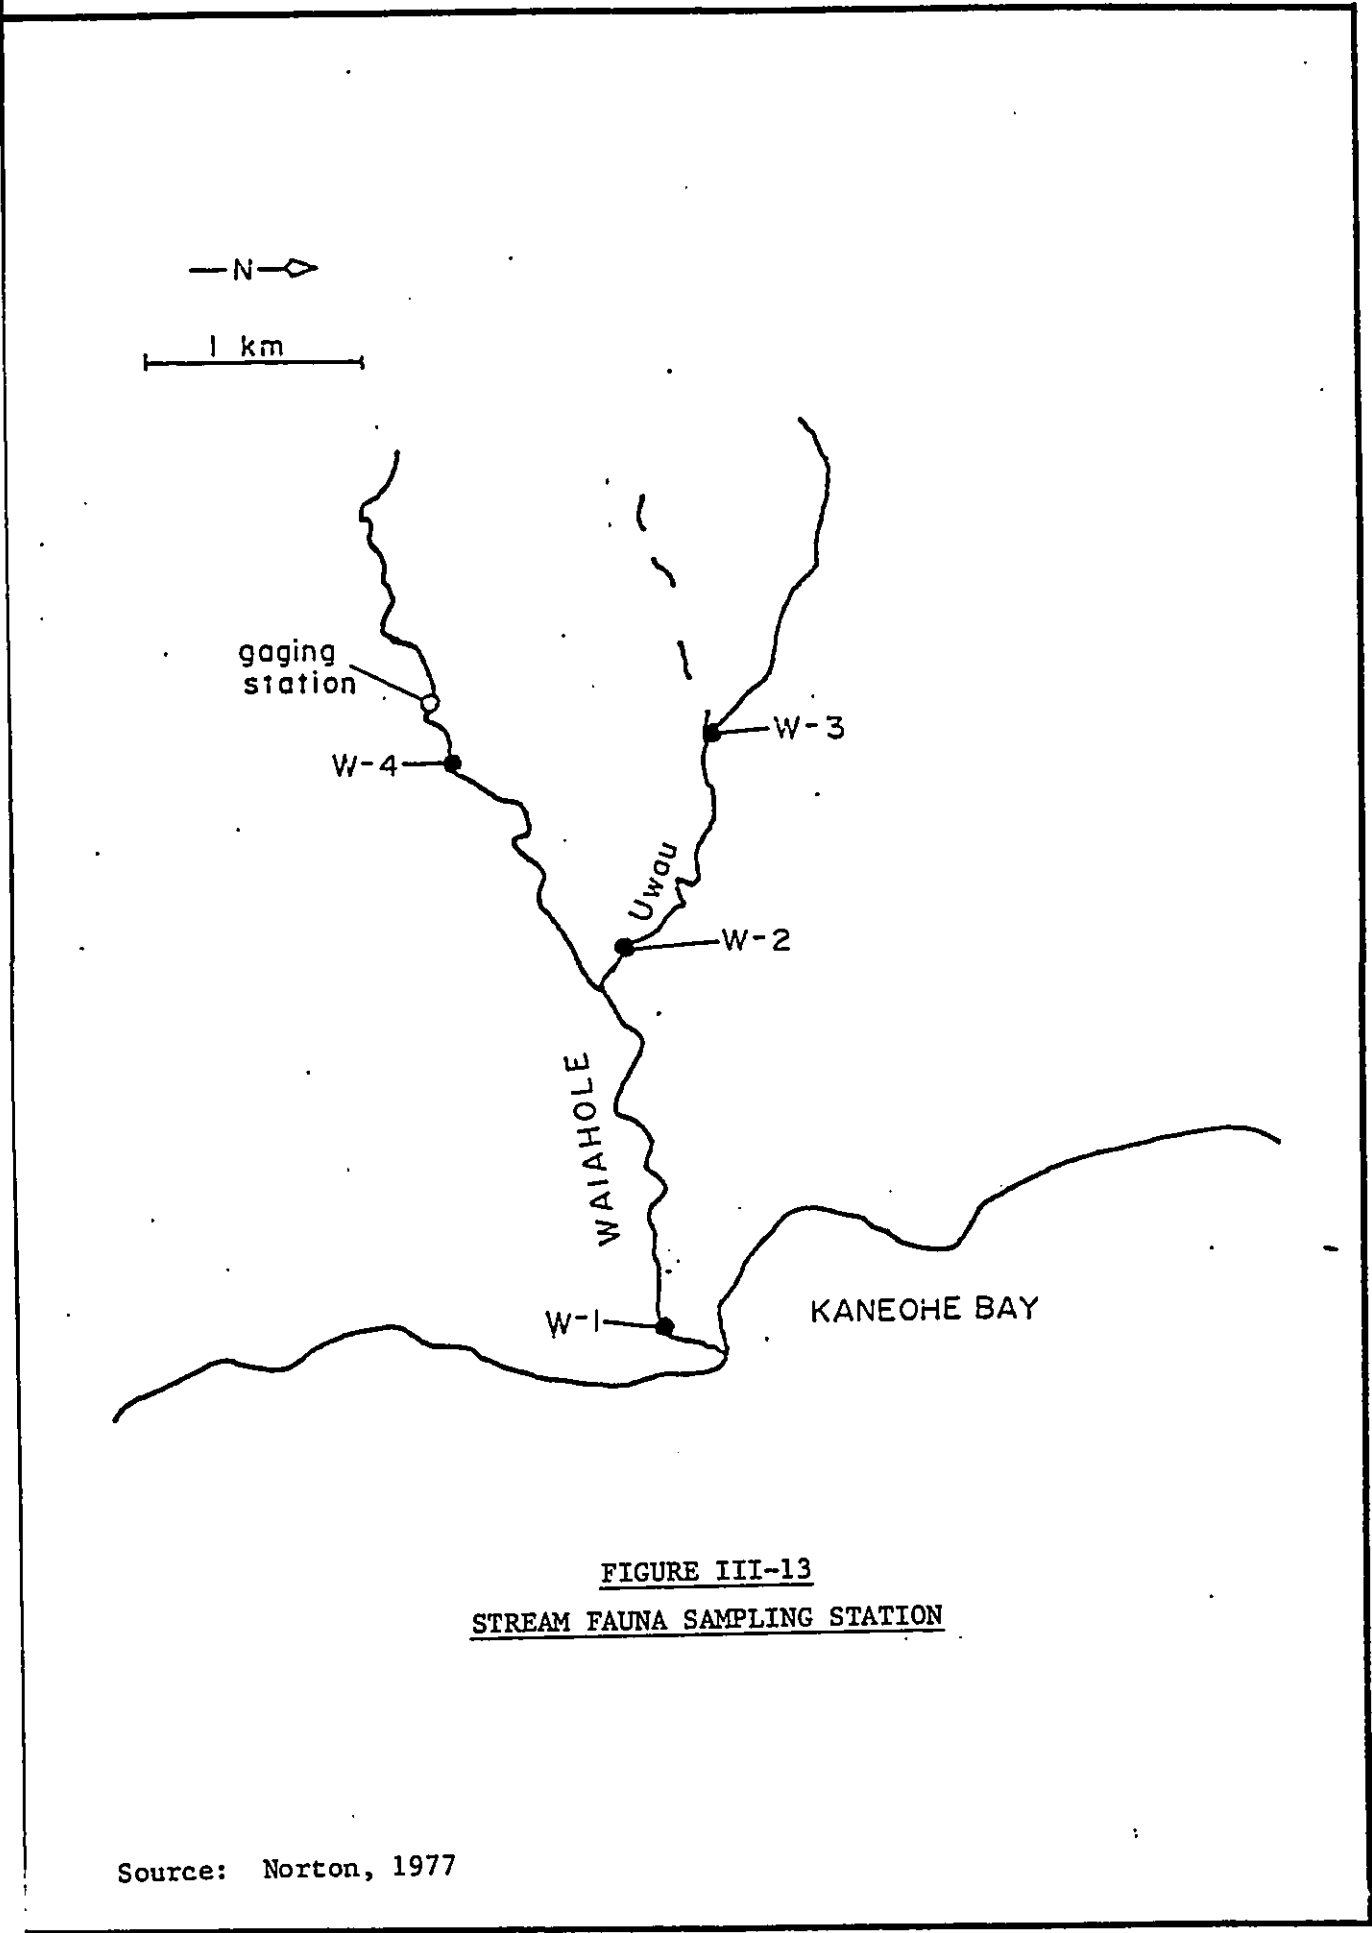 N
1 km
gaging
station
W-3
W-4
Uwau
W-2
WAIAHOLE
W-1
KANEOHE BAY
FIGURE III-13
STREAM FAUNA SAMPLING STATION
Source: Norton, 1977